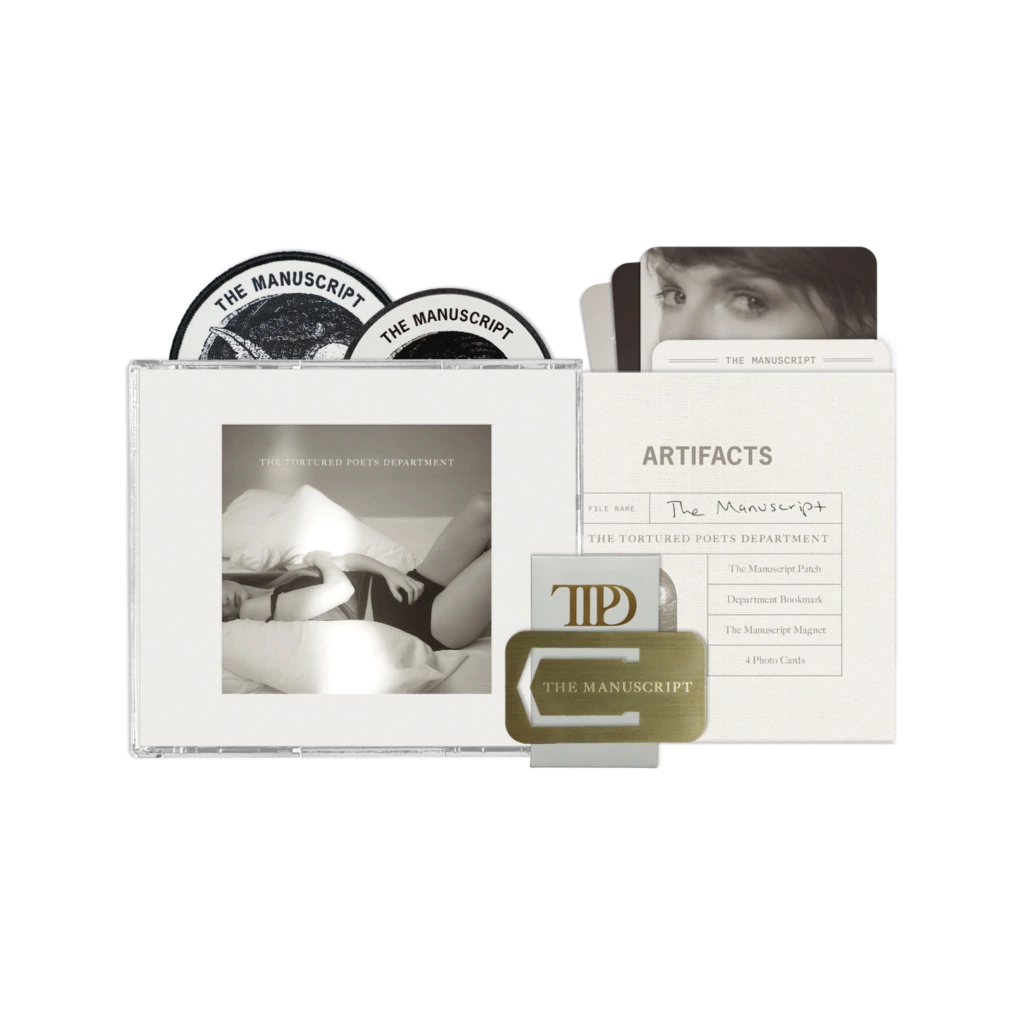 THE MANUSCRIPT
THE MANUSCRIPT
THE MANUSCRIPT
THE TORTURED POETS DEPARTMENT
ARTIFACTS
FILE NAME
The Manuscript
THE TORTURED POETS DEPARTMENT
The Manuscript Patch
Department Bookmark
The Manuscript Magnet
4 Photo Cards
TTPD
THE MANUSCRIPT